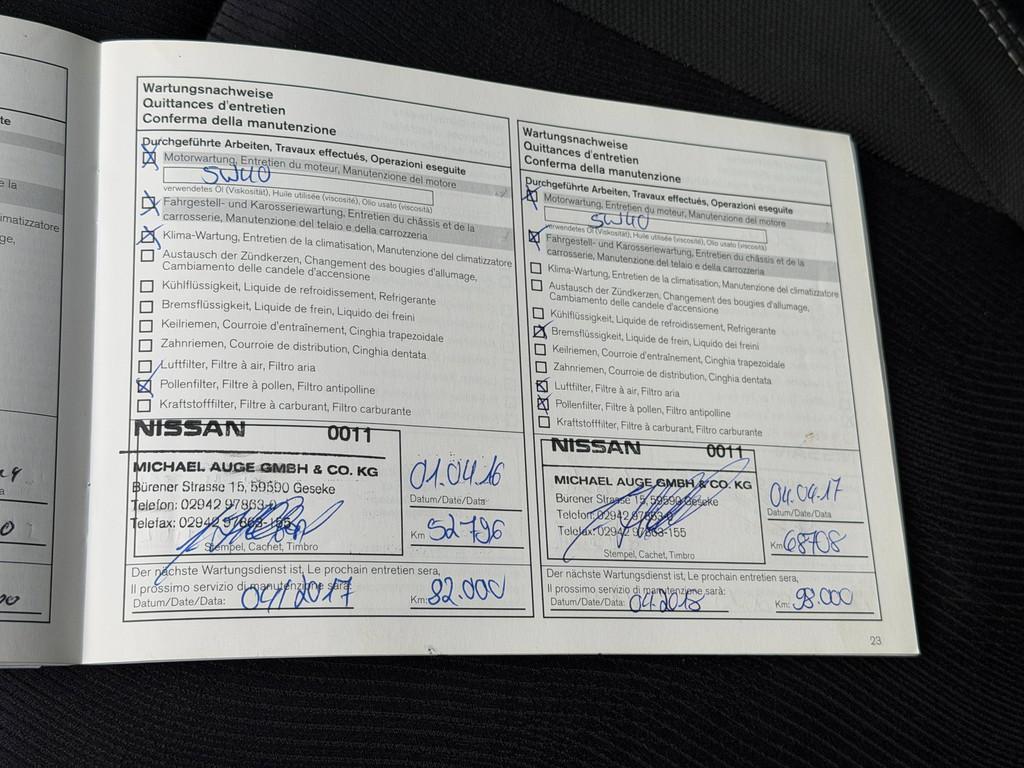 te
e la
imatizzatore
ge,
a
0
Wartungsnachweise
Quittances d'entretien
Conferma della manutenzione
Durchgeführte Arbeiten, Travaux effectués, Operazioni eseguite
Motorwartung, Entretien du moteur, Manutenzione del motore
5W40
verwendetes Öl (Viskosität), Huile utilisée (viscosité), Olio usato (viscosità)
Fahrgestell- und Karosseriewartung, Entretien du châssis et de la
carrosserie, Manutenzione del telaio e della carrozzeria
Klima-Wartung, Entretien de la climatisation, Manutenzione del climatizzatore
Austausch der Zündkerzen, Changement des bougies d'allumage,
Cambiamento delle candele d'accensione
Kühlflüssigkeit, Liquide de refroidissement, Refrigerante
Bremsflüssigkeit, Liquide de frein, Liquido dei freini
Keilriemen, Courroie d'entraînement, Cinghia trapezoidale
Zahnriemen, Courroie de distribution, Cinghia dentata
Luftfilter, Filtre à air, Filtro aria
Pollenfilter, Filtre à pollen, Filtro antipolline
Kraftstofffilter, Filtre à carburant, Filtro carburante
NISSAN 0011
MICHAEL AUGE GMBH & CO. KG
Bürener Strasse 15, 59590 Geseke
Telefon: 02942 97863-0
Telefax: 02942 97863-155
Stempel, Cachet, Timbro
01.04.16
Datum/Date/Data
Km 52796
Der nächste Wartungsdienst ist, Le prochain entretien sera,
Il prossimo servizio di manutenzione sarà:
Datum/Date/Data: 04/2017 Km: 82.000
Wartungsnachweise
Quittances d'entretien
Conferma della manutenzione
Durchgeführte Arbeiten, Travaux effectués, Operazioni eseguite
Motorwartung, Entretien du moteur, Manutenzione del motore
5W40
verwendetes Öl (Viskosität), Huile utilisée (viscosité), Olio usato (viscosità)
Fahrgestell- und Karosseriewartung, Entretien du châssis et de la
carrosserie, Manutenzione del telaio e della carrozzeria
Klima-Wartung, Entretien de la climatisation, Manutenzione del climatizzatore
Austausch der Zündkerzen, Changement des bougies d'allumage,
Cambiamento delle candele d'accensione
Kühlflüssigkeit, Liquide de refroidissement, Refrigerante
Bremsflüssigkeit, Liquide de frein, Liquido dei freini
Keilriemen, Courroie d'entraînement, Cinghia trapezoidale
Zahnriemen, Courroie de distribution, Cinghia dentata
Luftfilter, Filtre à air, Filtro aria
Pollenfilter, Filtre à pollen, Filtro antipolline
Kraftstofffilter, Filtre à carburant, Filtro carburante
NISSAN 0011
MICHAEL AUGE GMBH & CO. KG
Bürener Strasse 15, 59590 Geseke
Telefon: 02942 97863-0
Telefax: 02942 97863-155
Stempel, Cachet, Timbro
04.04.17
Datum/Date/Data
Km 68708
Der nächste Wartungsdienst ist, Le prochain entretien sera,
Il prossimo servizio di manutenzione sarà:
Datum/Date/Data: 04.2018 Km: 98.000
23